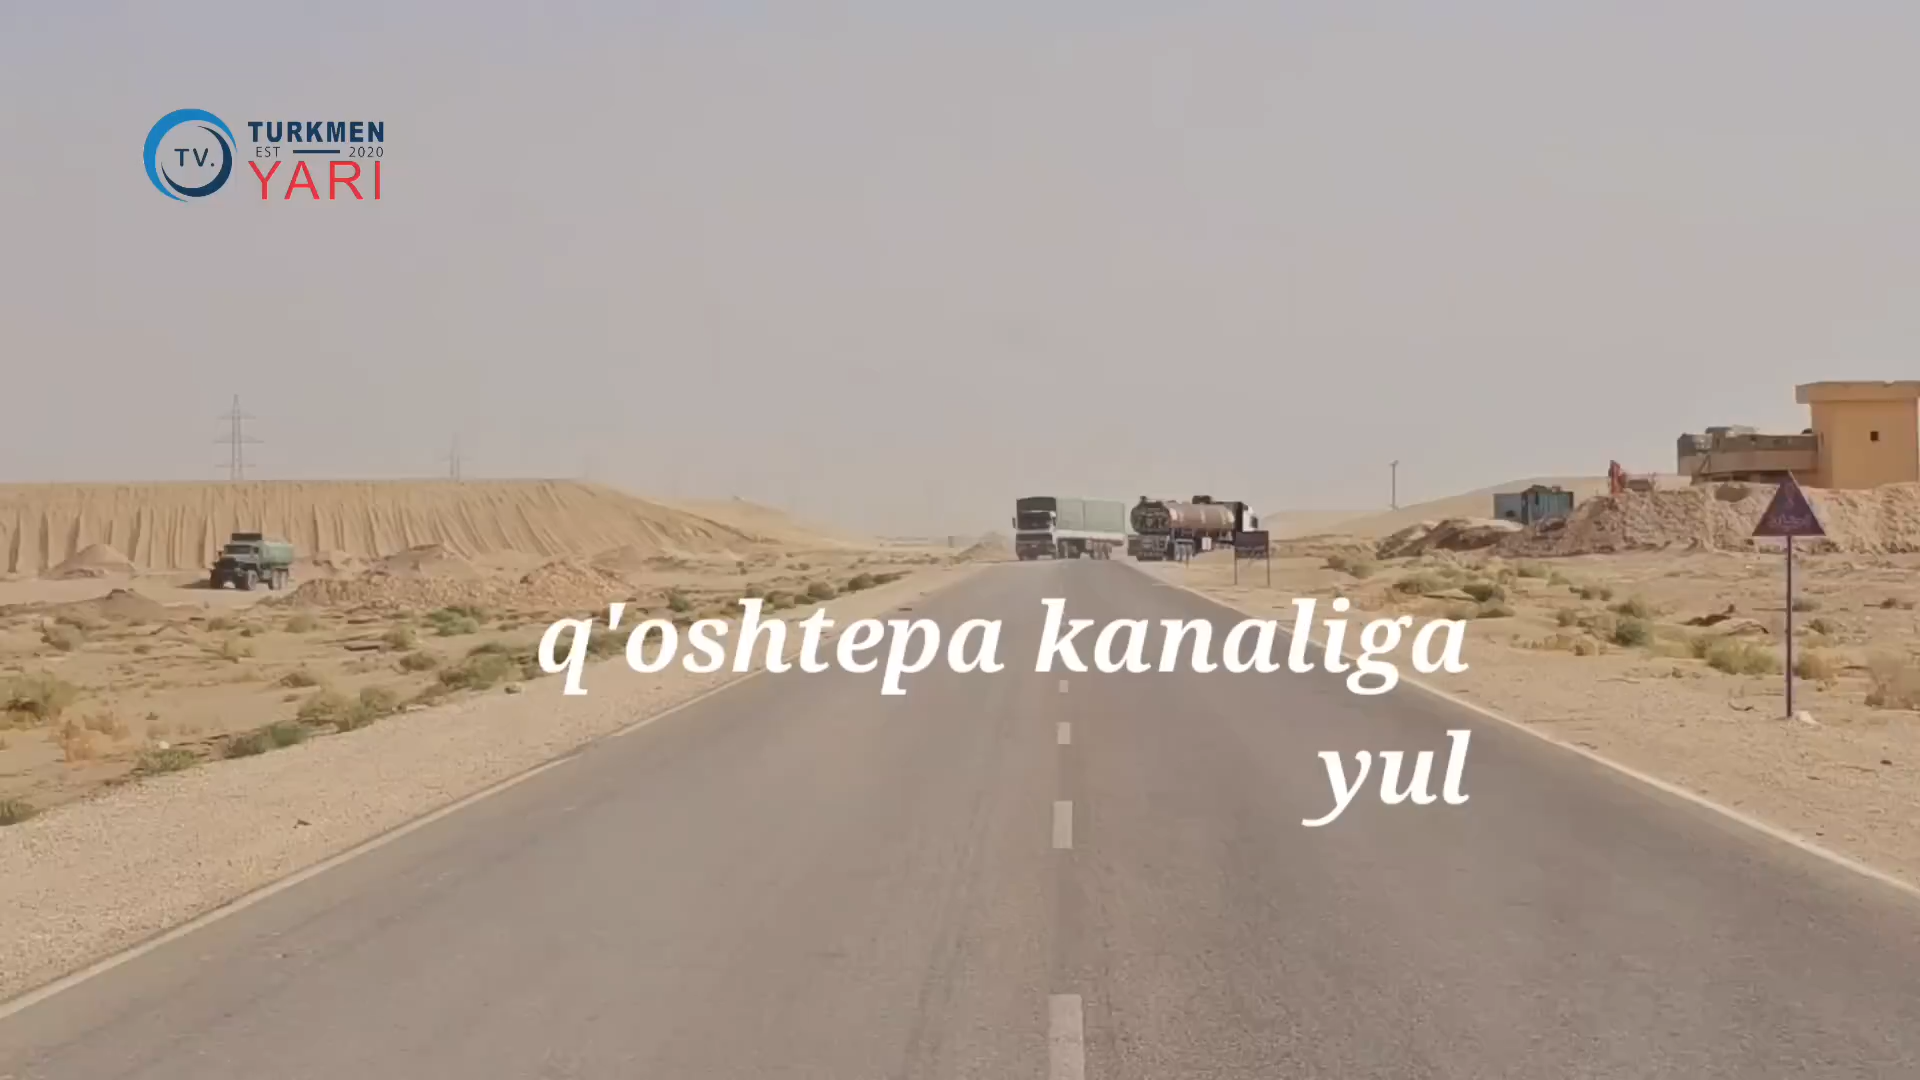 TURKMEN
EST 2020
TV.
YARI
q'oshtepa kanaliga
yul